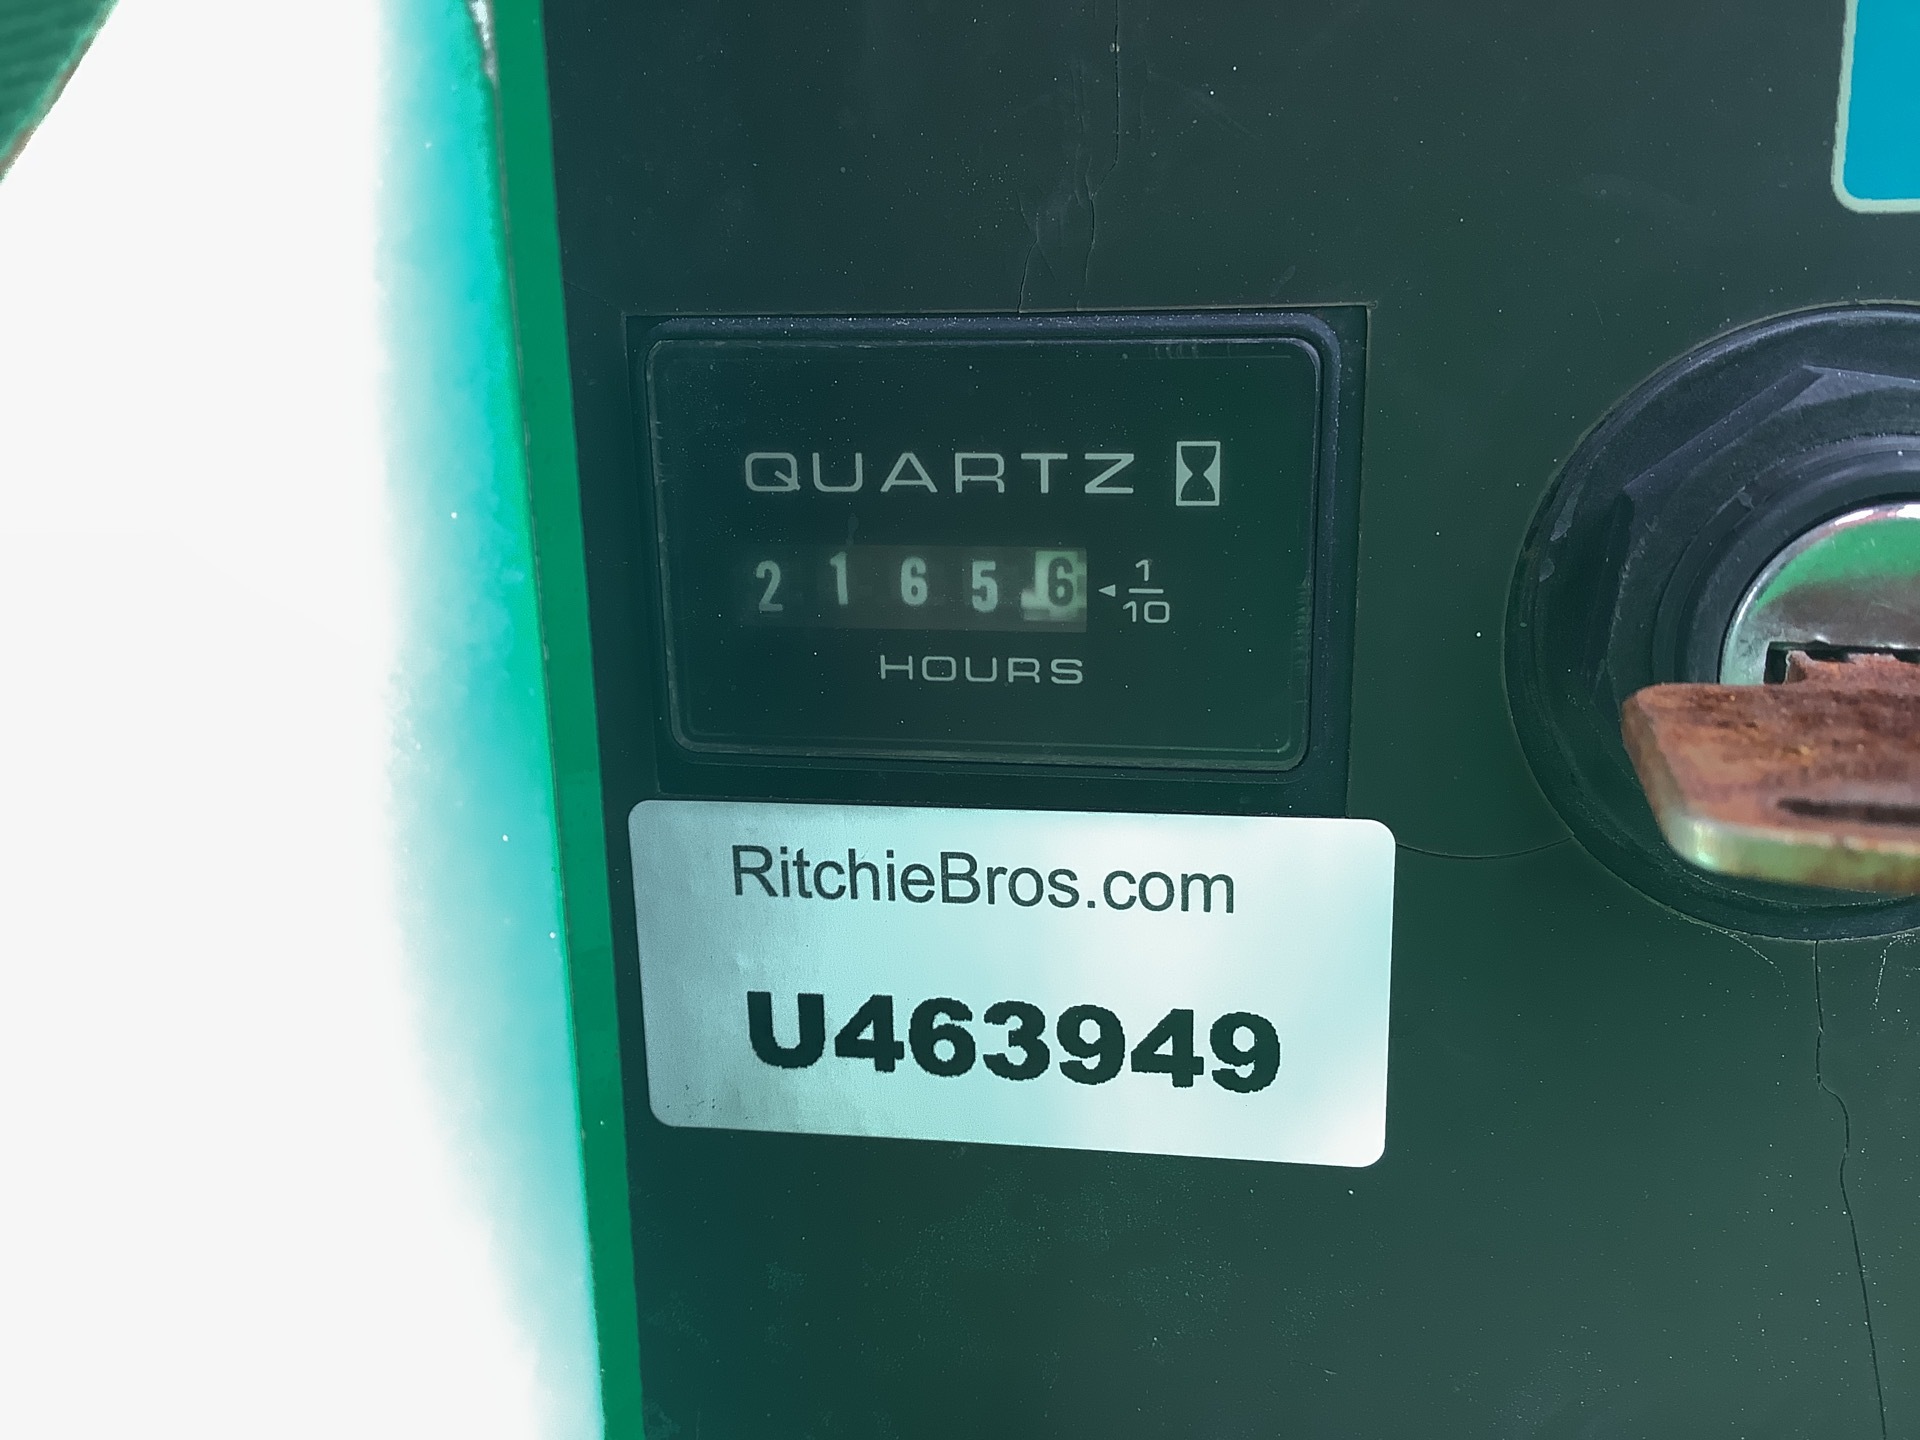 QUARTZ
2165.6 1/10
HOURS
RitchieBros.com
U463949